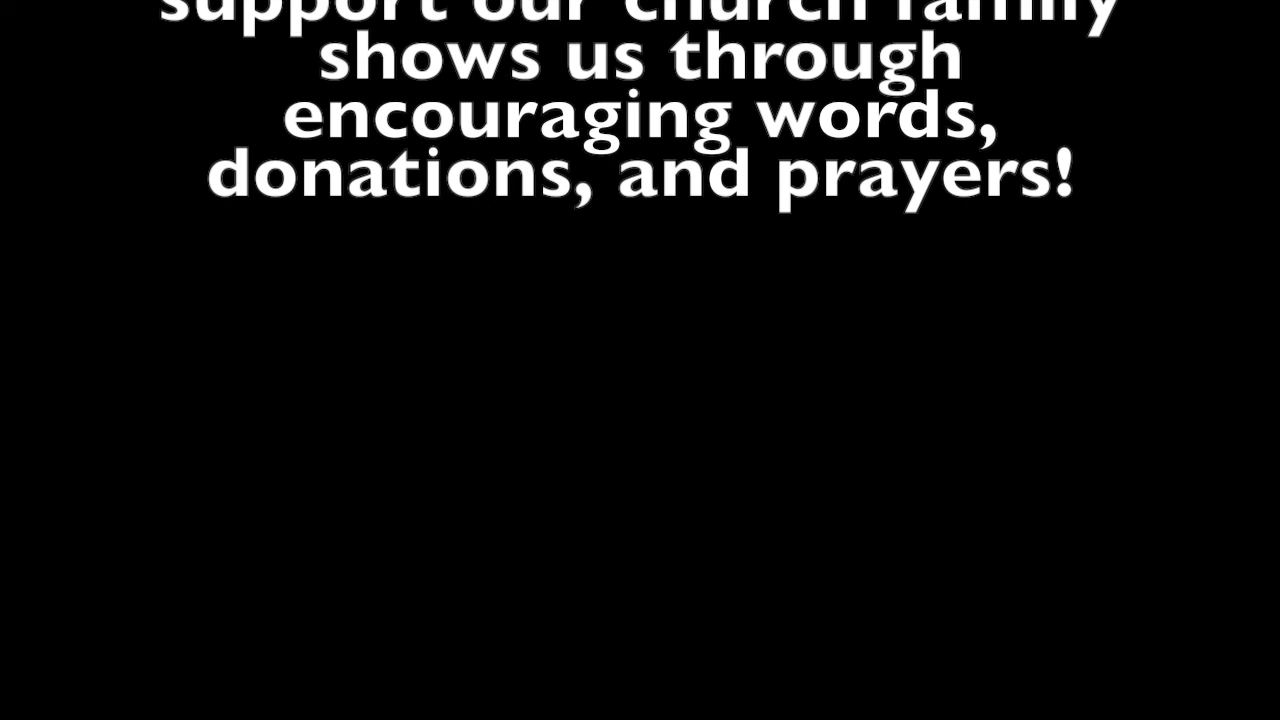 support our church family
shows us through
encouraging words,
donations, and prayers!